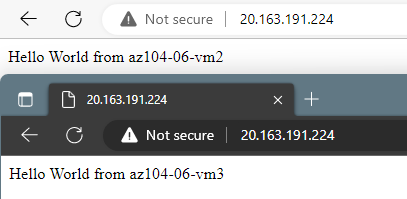 Not secure 20.163.191.224
Hello World from az104-06-vm2
20.163.191.224
Not secure 20.163.191.224
Hello World from az104-06-vm3